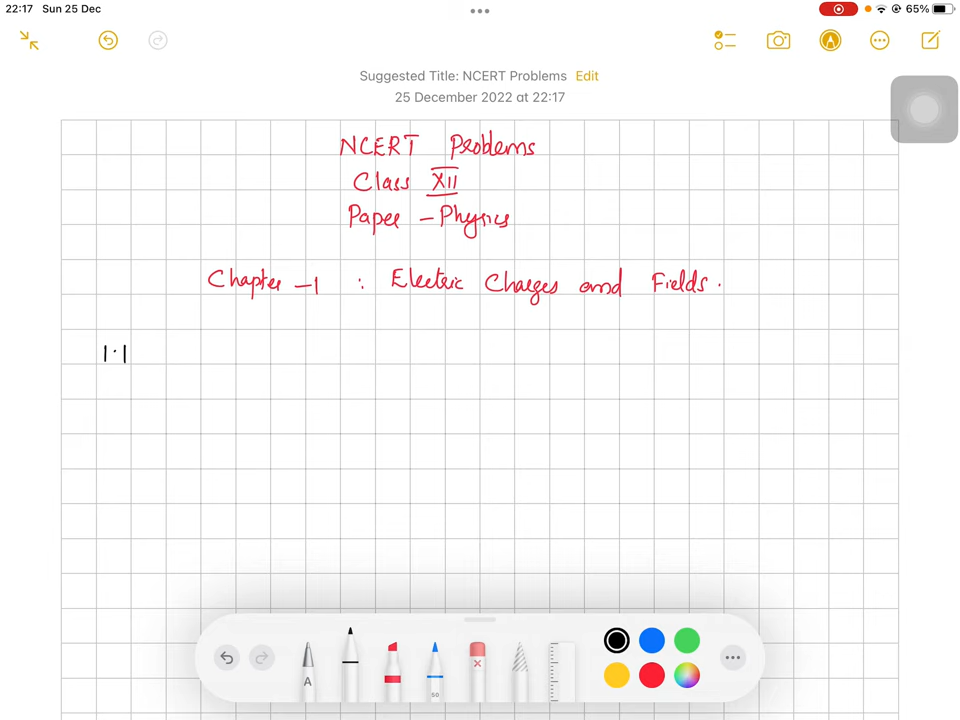 22:17 Sun 25 Dec 65%
Suggested Title: NCERT Problems Edit
25 December 2022 at 22:17
NCERT Problems
Class XII
Paper - Physics
Chapter - 1 : Electric Charges and Fields.
1.1
A
50